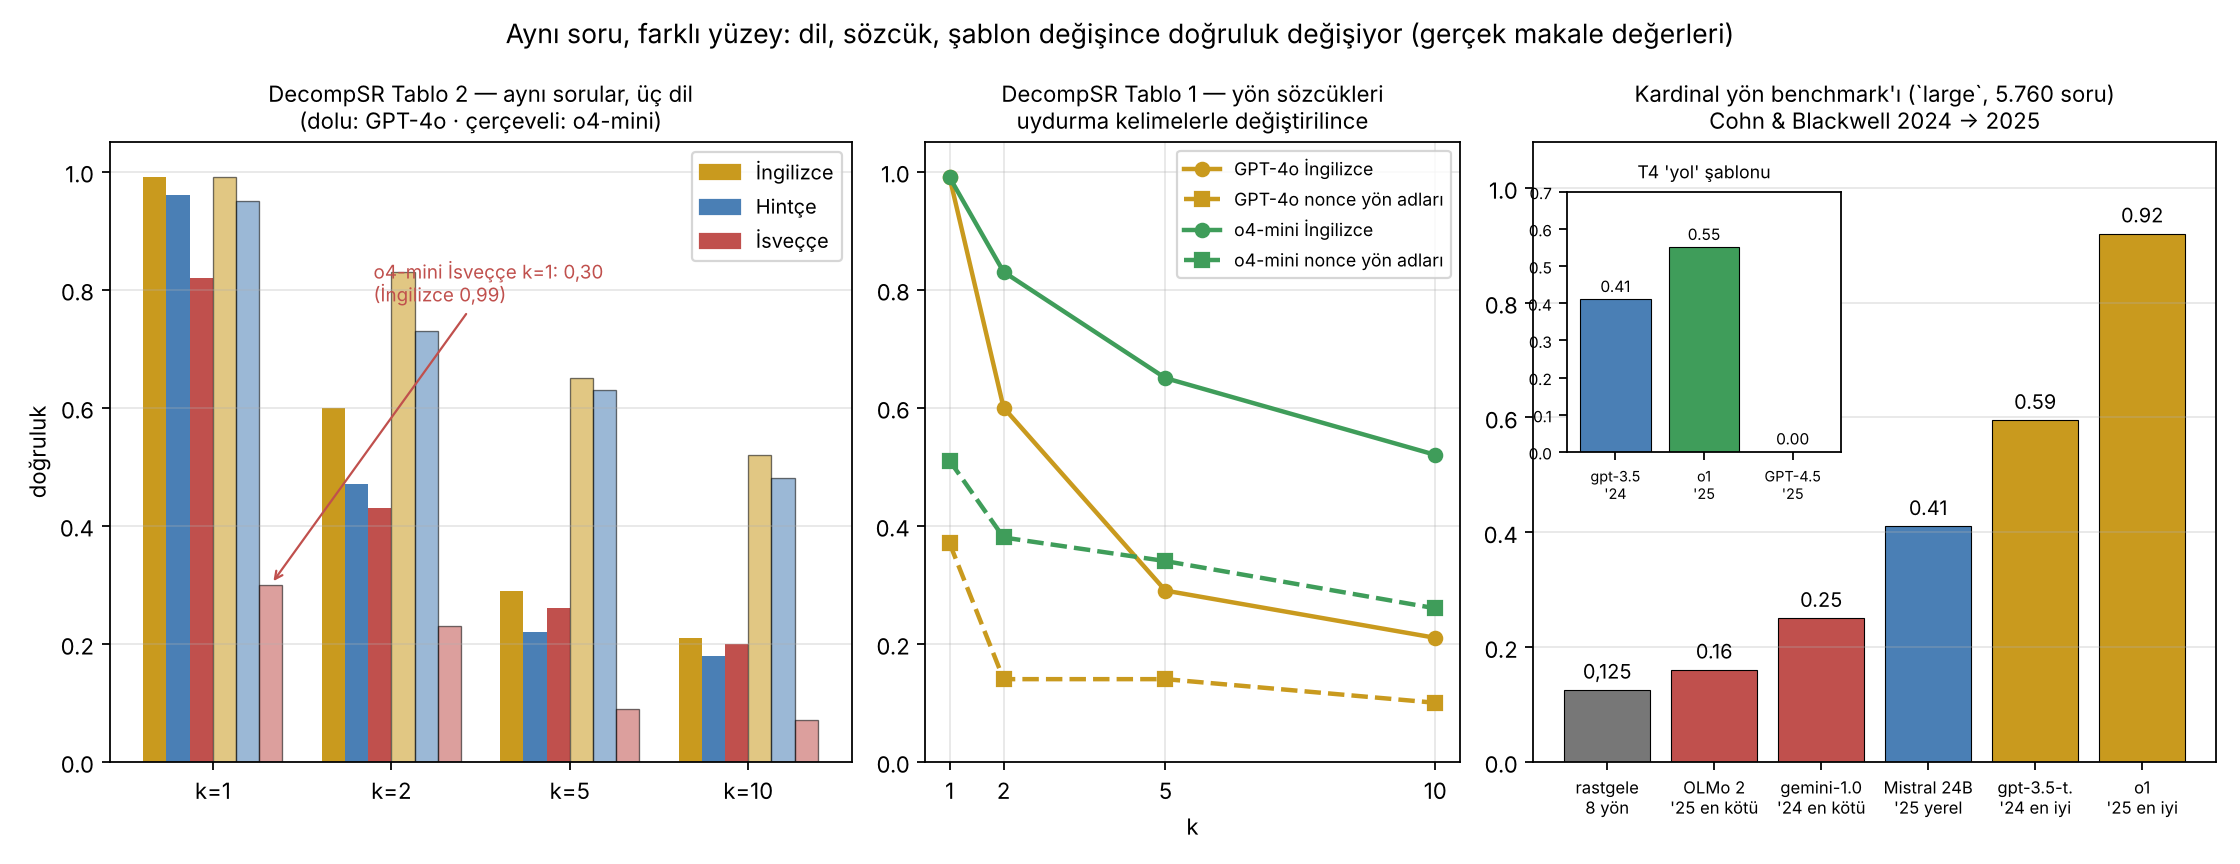 Aynı soru, farklı yüzey: dil, sözcük, şablon değişince doğruluk değişiyor (gerçek makale değerleri)
DecompSR Tablo 2 — aynı sorular, üç dil
(dolu: GPT-4o · çerçeveli: o4-mini)
doğruluk
1.0
0.8
0.6
0.4
0.2
0.0
İngilizce
Hintçe
İsveççe
o4-mini İsveççe k=1: 0,30
(İngilizce 0,99)
k=1
k=2
k=5
k=10
DecompSR Tablo 1 — yön sözcükleri
uydurma kelimelerle değiştirilince
1.0
0.8
0.6
0.4
0.2
0.0
GPT-4o İngilizce
GPT-4o nonce yön adları
o4-mini İngilizce
o4-mini nonce yön adları
1
2
5
10
k
Kardinal yön benchmark'ı (`large`, 5.760 soru)
Cohn & Blackwell 2024 → 2025
1.0
0.8
0.6
0.4
0.2
0.0
T4 'yol' şablonu
0.7
0.6
0.5
0.4
0.3
0.2
0.1
0.0
0.41
0.55
0.00
gpt-3.5
'24
o1
'25
GPT-4.5
'25
0,125
0.16
0.25
0.41
0.59
0.92
rastgele
8 yön
OLMo 2
'25 en kötü
gemini-1.0
'24 en kötü
Mistral 24B
'25 yerel
gpt-3.5-t.
'24 en iyi
o1
'25 en iyi